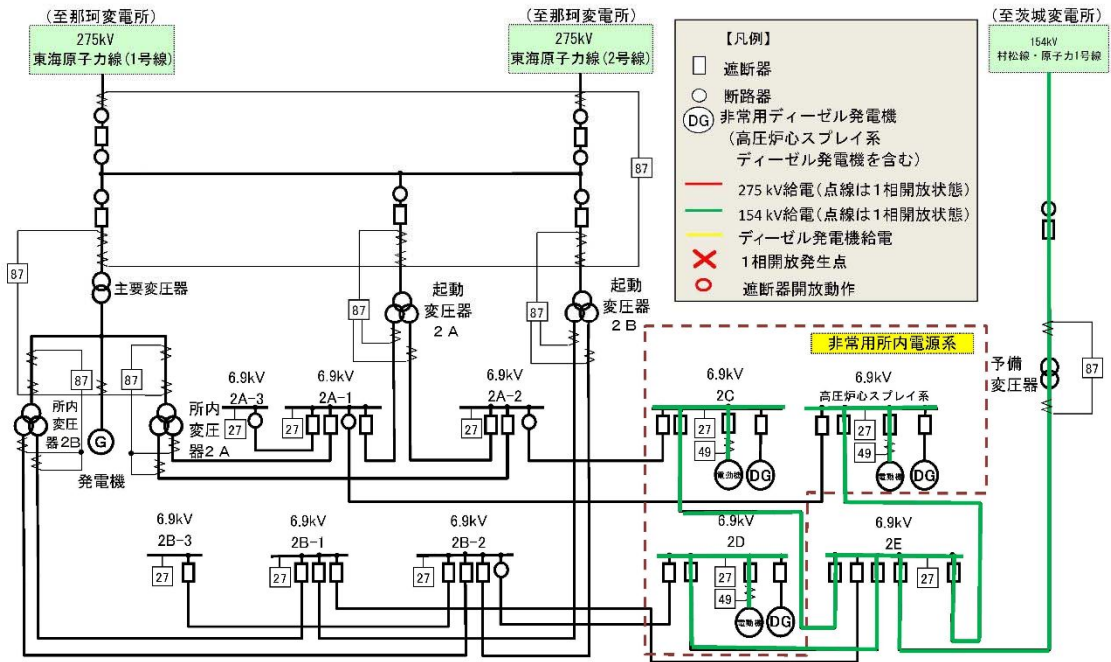 (至那珂変電所)
275kV
東海原子力線(1号線)
(至那珂変電所)
275kV
東海原子力線(2号線)
(至茨城変電所)
154kV
村松線・原子力1号線
【凡例】
遮断器
断路器
DG
非常用ディーゼル発電機
(高圧炉心スプレイ系
ディーゼル発電機を含む)
275 kV給電(点線は1相開放状態)
154 kV給電(点線は1相開放状態)
ディーゼル発電機給電
1相開放発生点
遮断器開放動作
87
87
主要変圧器
87
起動
変圧器
2A
87
起動
変圧器
2B
非常用所内電源系
予備
変圧器
87
87
87
所内
変圧
器2B
G
発電機
所内
変圧
器2A
6.9kV
2A-3
27
6.9kV
2A-1
27
6.9kV
2A-2
27
6.9kV
2C
27
49
電動機
DG
6.9kV
高圧炉心スプレイ系
27
49
電動機
DG
6.9kV
2B-3
27
6.9kV
2B-1
27
6.9kV
2B-2
27
6.9kV
2D
27
49
電動機
DG
6.9kV
2E
27